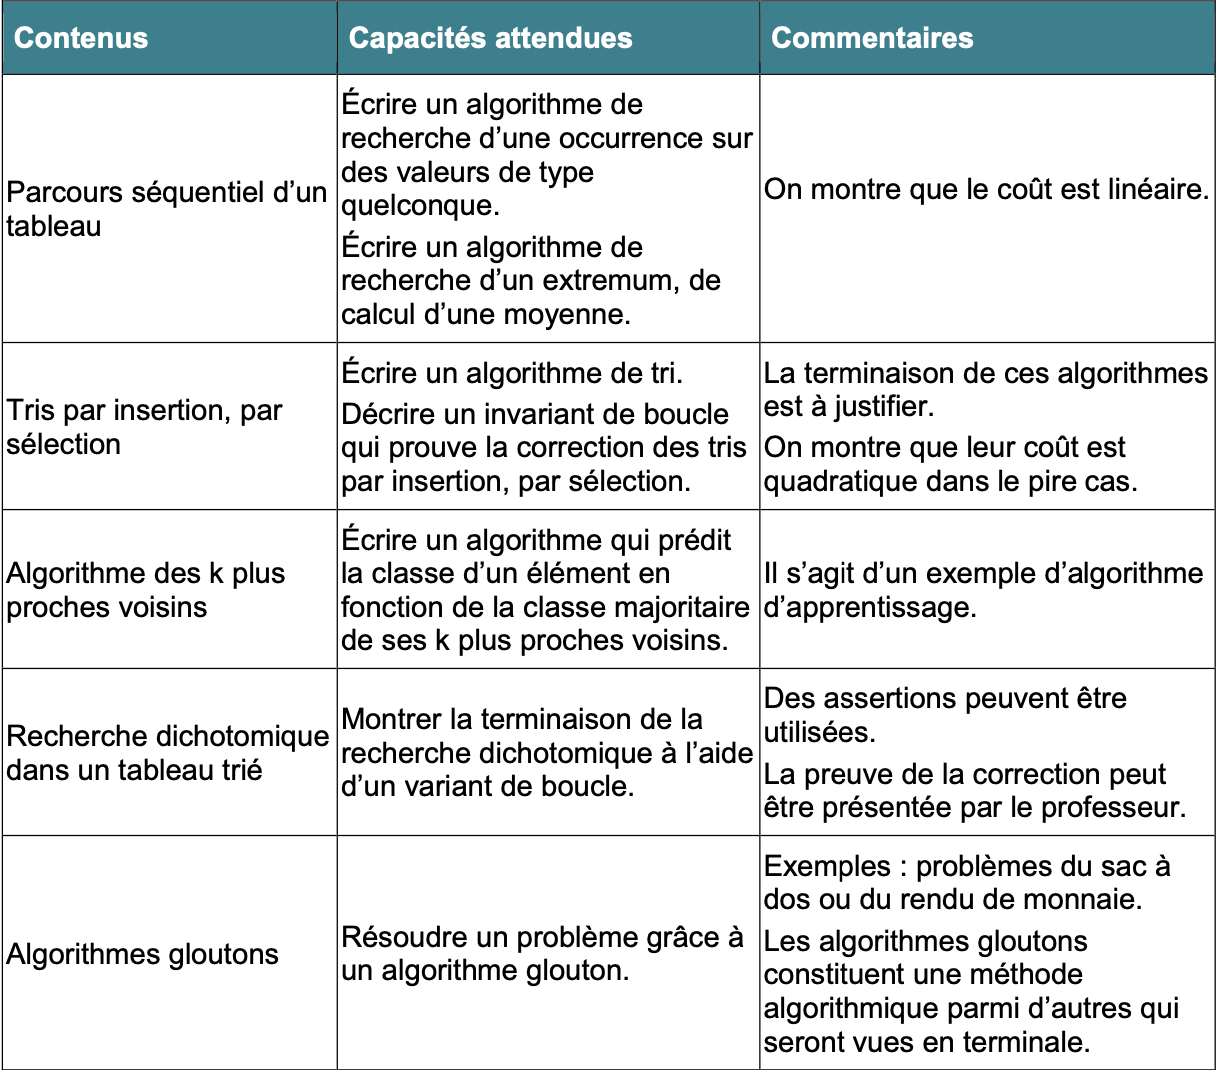 Contenus
Capacités attendues
Commentaires
Parcours séquentiel d’un
tableau
Écrire un algorithme de
recherche d’une occurrence sur
des valeurs de type
quelconque.
Écrire un algorithme de
recherche d’un extremum, de
calcul d’une moyenne.
On montre que le coût est linéaire.
Tris par insertion, par
sélection
Écrire un algorithme de tri.
Décrire un invariant de boucle
qui prouve la correction des tris
par insertion, par sélection.
La terminaison de ces algorithmes
est à justifier.
On montre que leur coût est
quadratique dans le pire cas.
Algorithme des k plus
proches voisins
Écrire un algorithme qui prédit
la classe d’un élément en
fonction de la classe majoritaire
de ses k plus proches voisins.
Il s’agit d’un exemple d’algorithme
d’apprentissage.
Recherche dichotomique
dans un tableau trié
Montrer la terminaison de la
recherche dichotomique à l’aide
d’un variant de boucle.
Des assertions peuvent être
utilisées.
La preuve de la correction peut
être présentée par le professeur.
Algorithmes gloutons
Résoudre un problème grâce à
un algorithme glouton.
Exemples : problèmes du sac à
dos ou du rendu de monnaie.
Les algorithmes gloutons
constituent une méthode
algorithmique parmi d’autres qui
seront vues en terminale.